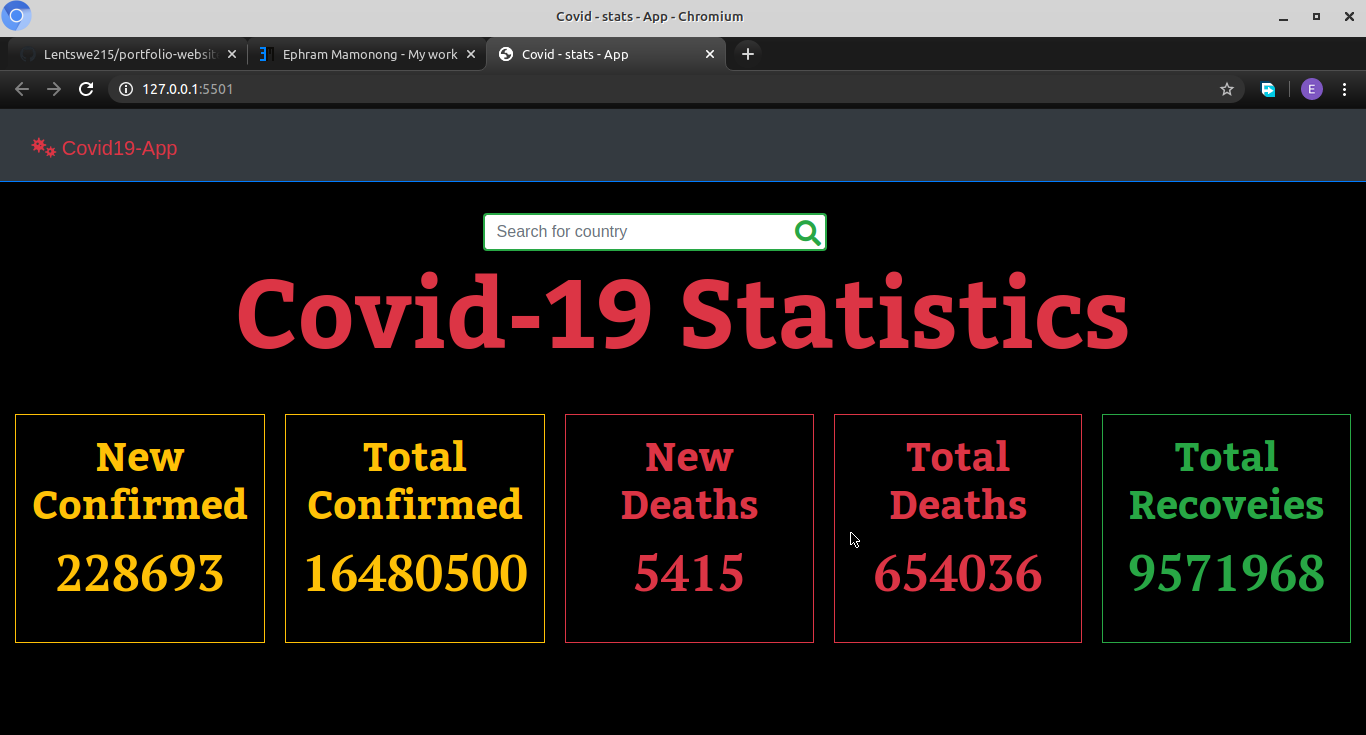 Covid - stats - App - Chromium
Lentswe215/portfolio-website
Ephram Mamonong - My work
Covid - stats - App
127.0.0.1:5501
E
Covid19-App
Search for country
Covid-19 Statistics
New
Confirmed
228693
Total
Confirmed
16480500
New
Deaths
5415
Total
Deaths
654036
Total
Recoveies
9571968